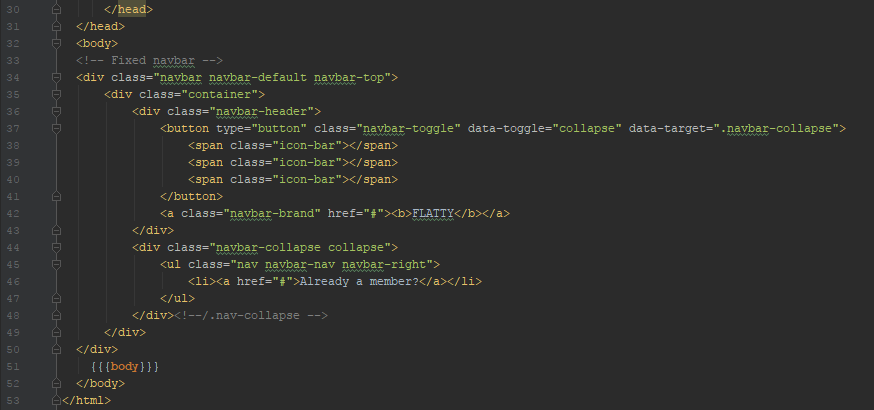 30 </head>
31 </head>
32 <body>
33 <!-- Fixed navbar -->
34 <div class="navbar navbar-default navbar-top">
35 <div class="container">
36 <div class="navbar-header">
37 <button type="button" class="navbar-toggle" data-toggle="collapse" data-target=".navbar-collapse">
38 <span class="icon-bar"></span>
39 <span class="icon-bar"></span>
40 <span class="icon-bar"></span>
41 </button>
42 <a class="navbar-brand" href="#"><b>FLATTY</b></a>
43 </div>
44 <div class="navbar-collapse collapse">
45 <ul class="nav navbar-nav navbar-right">
46 <li><a href="#">Already a member?</a></li>
47 </ul>
48 </div><!--/.nav-collapse -->
49 </div>
50 </div>
51 {{{body}}}
52 </body>
53 </html>